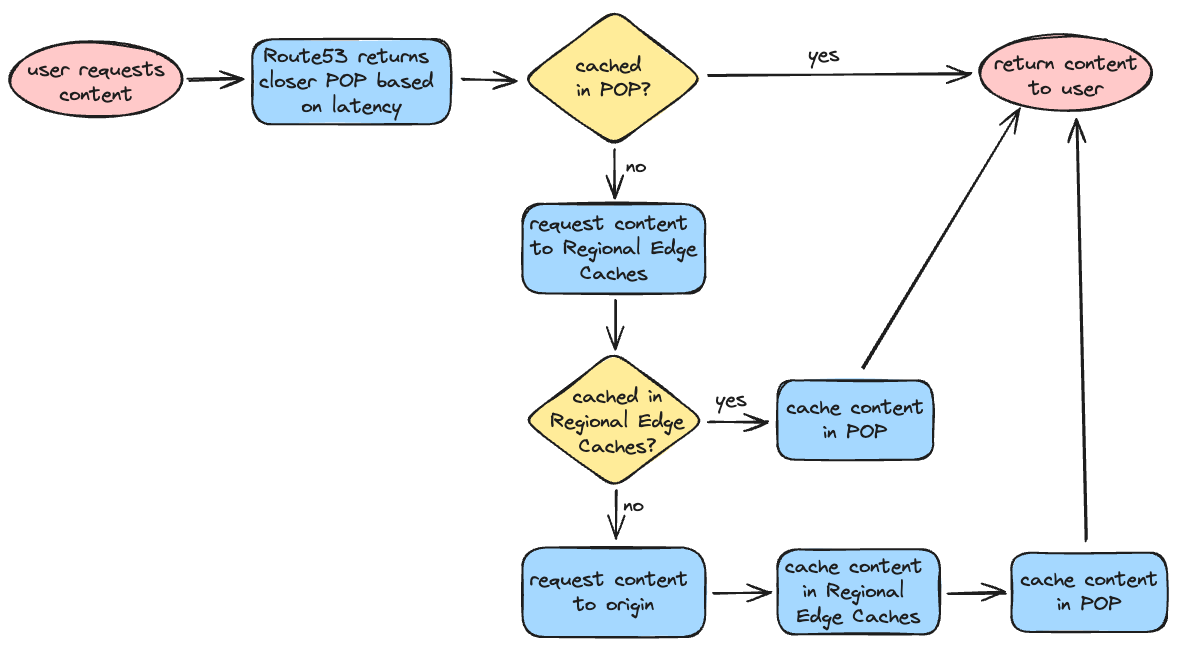 user requests
content
Route53 returns
closer POP based
on latency
cached
in POP?
yes
return content
to user
no
request content
to Regional Edge
Caches
cached in
Regional Edge
Caches?
yes
cache content
in POP
no
request content
to origin
cache content
in Regional
Edge Caches
cache content
in POP